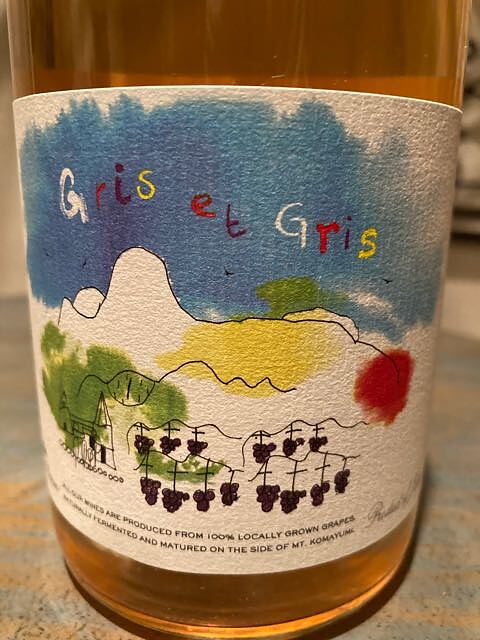 Gris et Gris
ALL OUR WINES ARE PRODUCED FROM 100% LOCALLY GROWN GRAPES.
NATURALLY FERMENTED AND MATURED ON THE SIDE OF MT. KOMAYUMI.